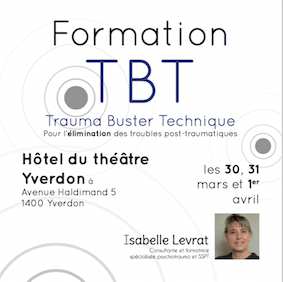 Formation
TBT
Trauma Buster Technique
Pour l'élimination des troubles post-traumatiques
Hôtel du théâtre
Yverdon à
Avenue Haldimand 5
1400 Yverdon
les 30, 31
mars et 1er
avril
Isabelle Levrat
Consultante et formatrice
spécialisée psychotrauma et SSPT